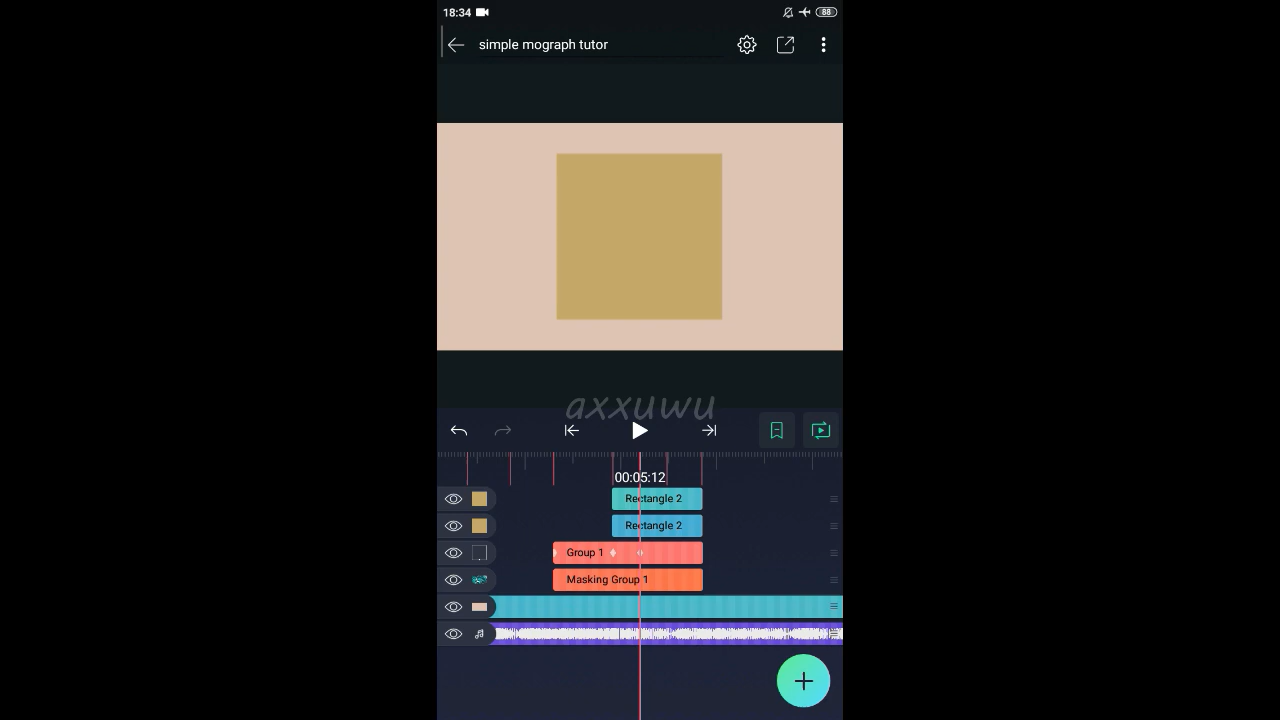 18:34
88
simple mograph tutor
axxuwu
00:05:12
Rectangle 2
Rectangle 2
Group 1
Masking Group 1